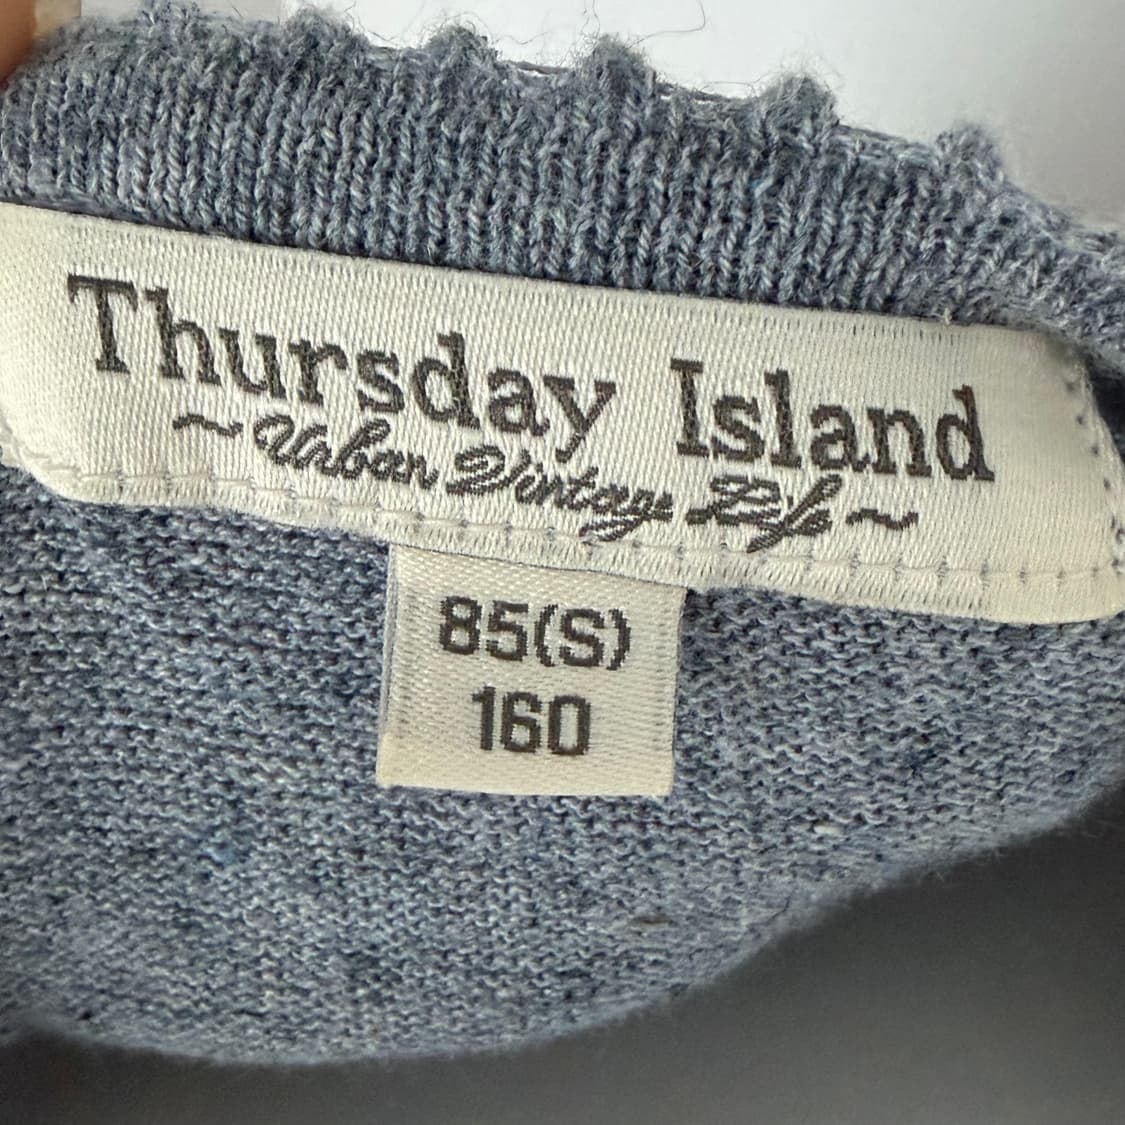 Thursday Island
~Urban Vintage Life~
85(S)
160